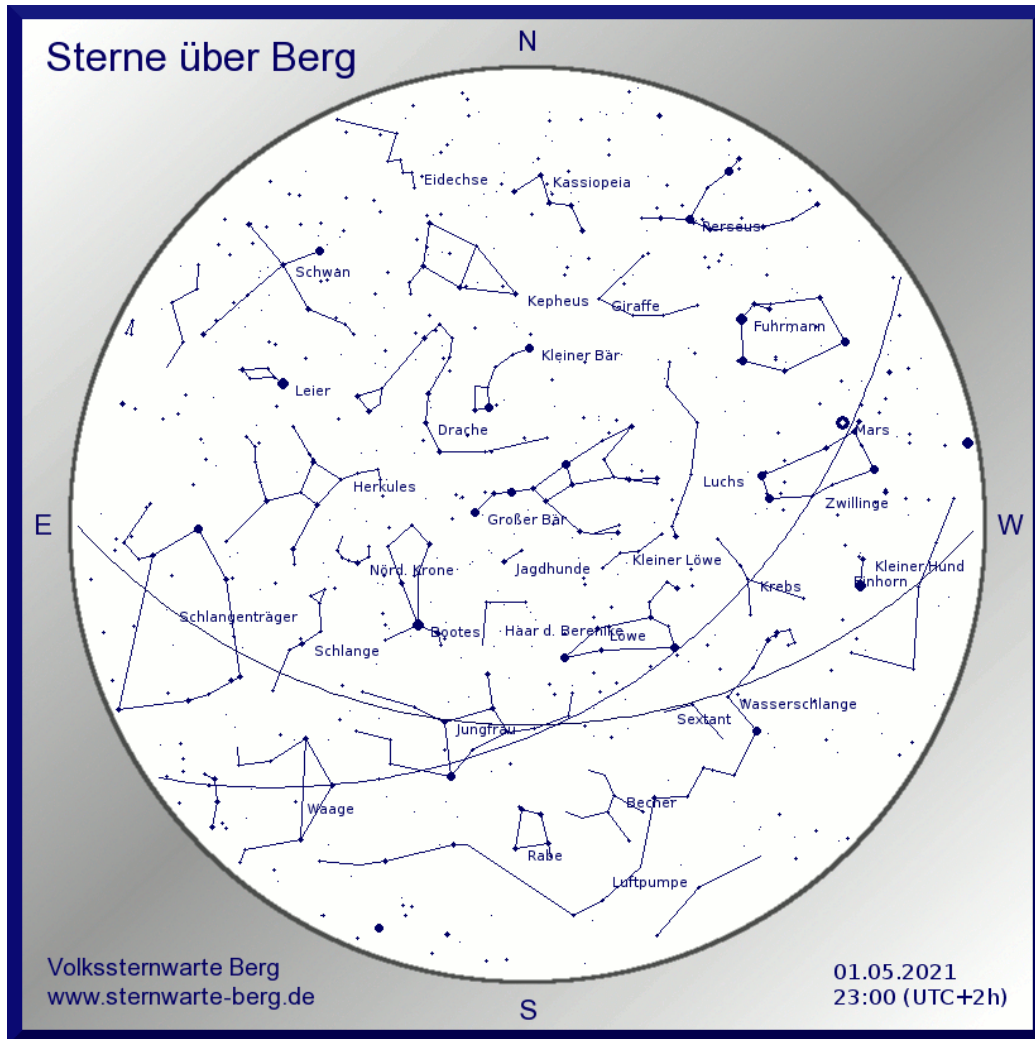 Sterne über Berg
N
Eidechse
Kassiopeia
Perseus
Schwan
Kepheus
Giraffe
Fuhrmann
Kleiner Bär
Leier
Drache
Mars
Herkules
Luchs
Zwillinge
Großer Bär
E
W
Nörd. Krone
Jagdhunde
Kleiner Löwe
Kleiner Hund
Einhorn
Krebs
Schlangenträger
Bootes
Haar d. Berenike
Löwe
Schlange
Wasserschlange
Sextant
Jungfrau
Waage
Becher
Rabe
Luftpumpe
Volkssternwarte Berg
www.sternwarte-berg.de
S
01.05.2021
23:00 (UTC+2h)